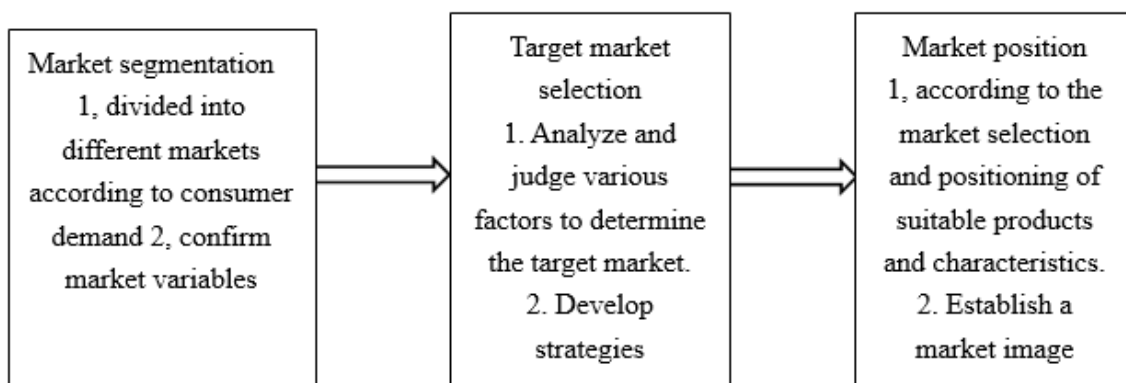 Market segmentation
1, divided into
different markets
according to consumer
demand 2, confirm
market variables
Target market
selection
1. Analyze and
judge various
factors to determine
the target market.
2. Develop
strategies
Market position
1, according to the
market selection
and positioning of
suitable products
and characteristics.
2. Establish a
market image